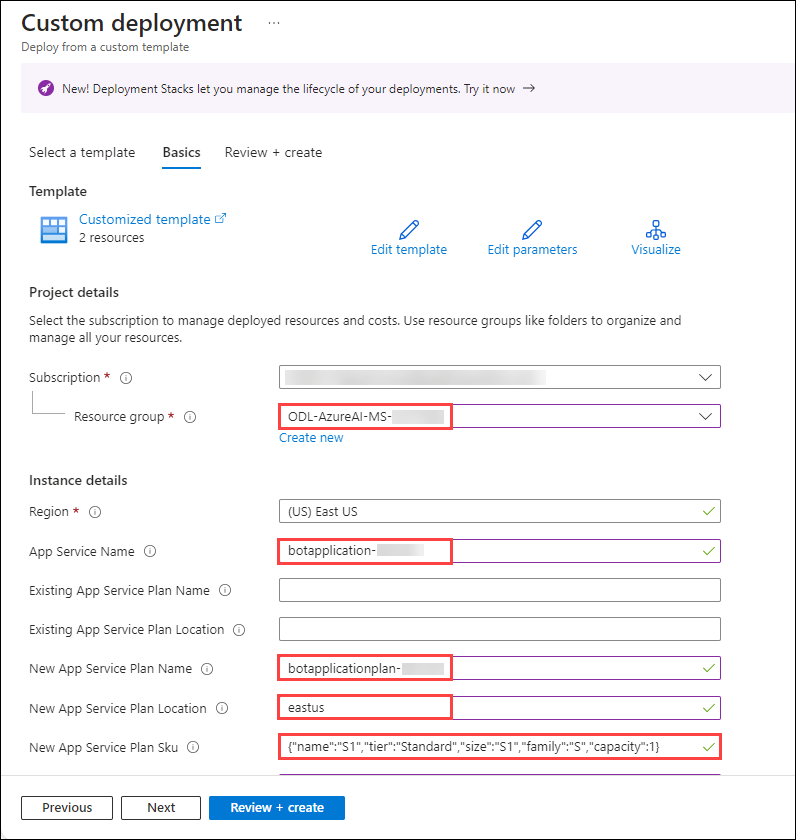 Custom deployment ...
Deploy from a custom template
New! Deployment Stacks let you manage the lifecycle of your deployments. Try it now →
Select a template Basics Review + create
Template
Customized template
2 resources
Edit template Edit parameters Visualize
Project details
Select the subscription to manage deployed resources and costs. Use resource groups like folders to organize and
manage all your resources.
Subscription *
Resource group * ODL-AzureAI-MS-
Create new
Instance details
Region * (US) East US
App Service Name botapplication-
Existing App Service Plan Name
Existing App Service Plan Location
New App Service Plan Name botapplicationplan-
New App Service Plan Location eastus
New App Service Plan Sku {"name":"S1","tier":"Standard","size":"S1","family":"S","capacity":1}
Previous Next Review + create